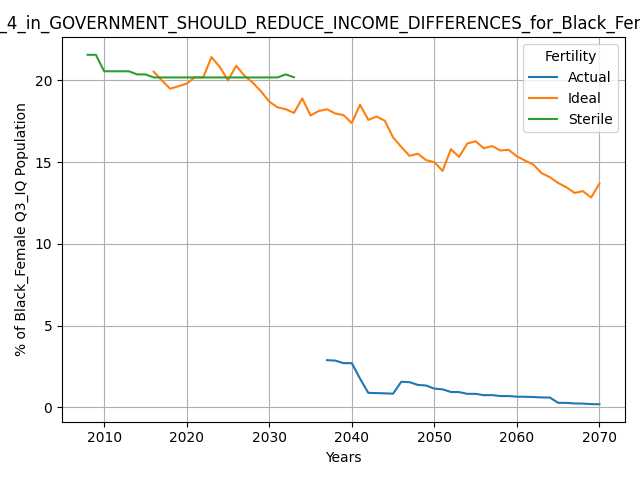 _4_in_GOVERNMENT_SHOULD_REDUCE_INCOME_DIFFERENCES_for_Black_Fem
Fertility
Actual
Ideal
Sterile
% of Black_Female Q3_IQ Population
20
15
10
5
0
2010 2020 2030 2040 2050 2060 2070
Years